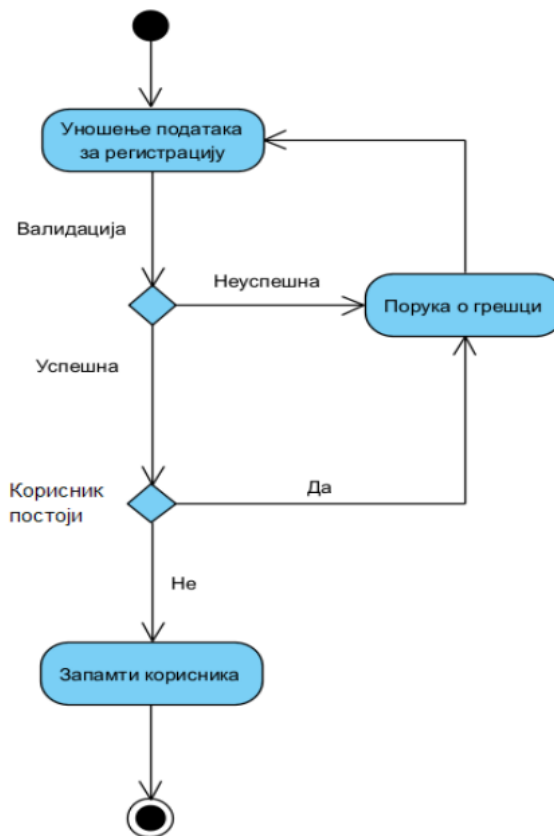 Уношење података
за регистрацију
Валидација
Неуспешна
Порука о грешци
Успешна
Корисник
постоји
Да
Не
Запамти корисника